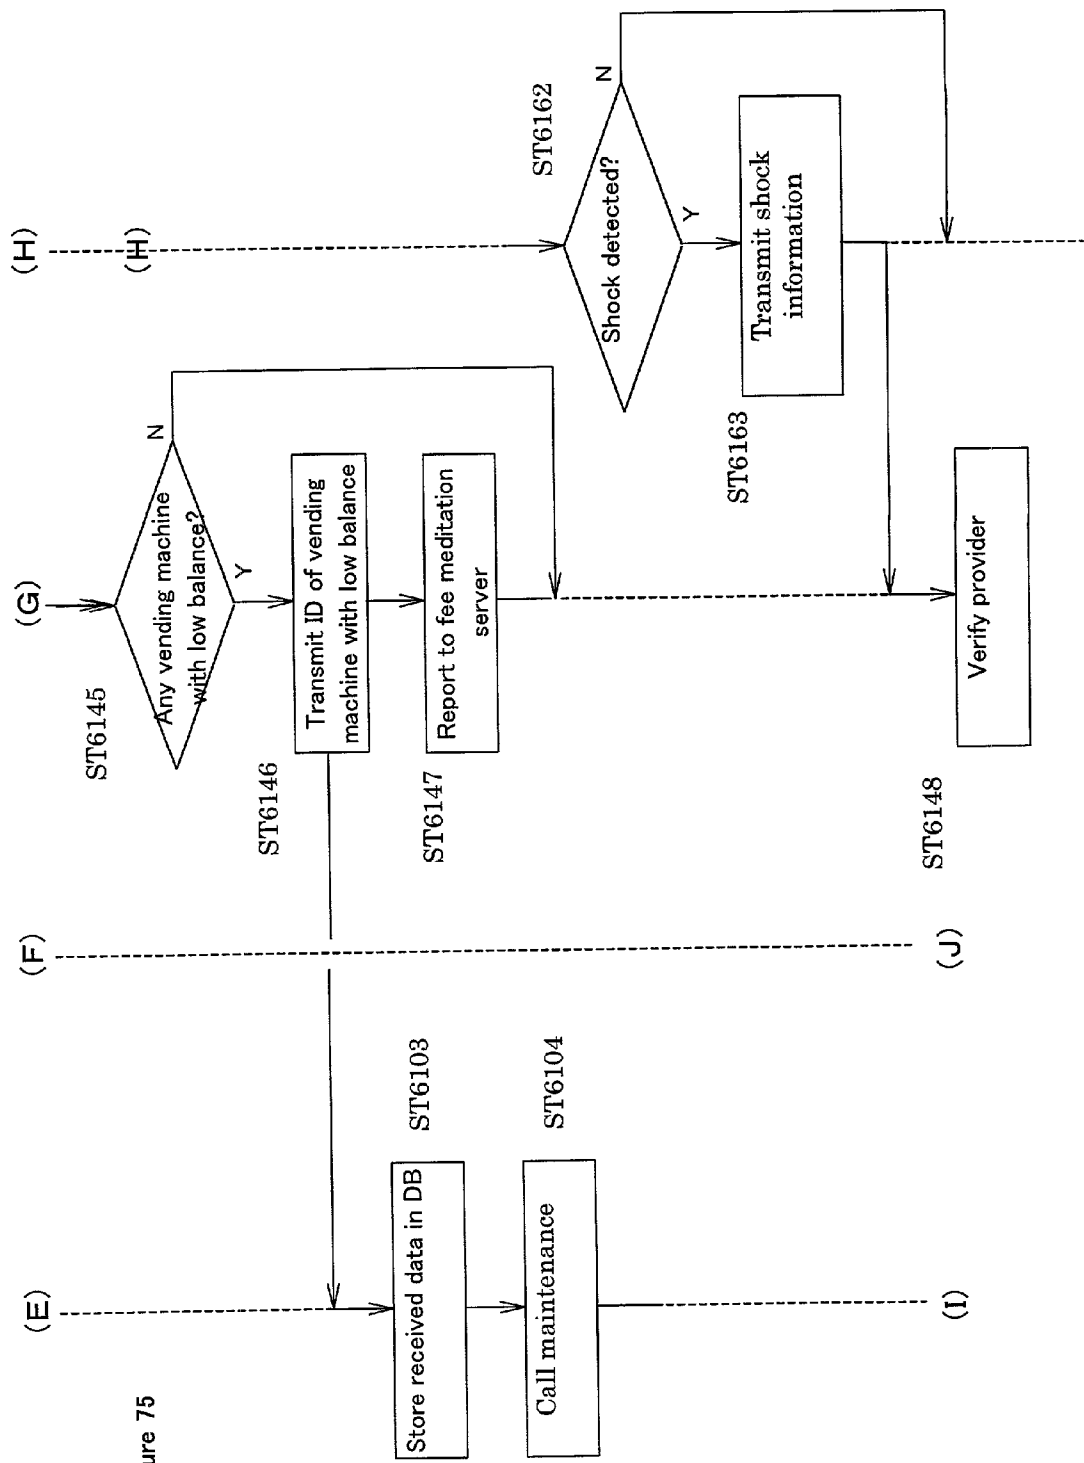 ure 75
(E)
(F)
(G)
(H)
(H)
ST6145
Any vending machine
with low balance?
N
Y
ST6146
Transmit ID of vending
machine with low balance
ST6147
Report to fee meditation
server
ST6103
Store received data in DB
ST6104
Call maintenance
ST6162
Shock detected?
N
Y
ST6163
Transmit shock
information
ST6148
Verify provider
(I)
(J)